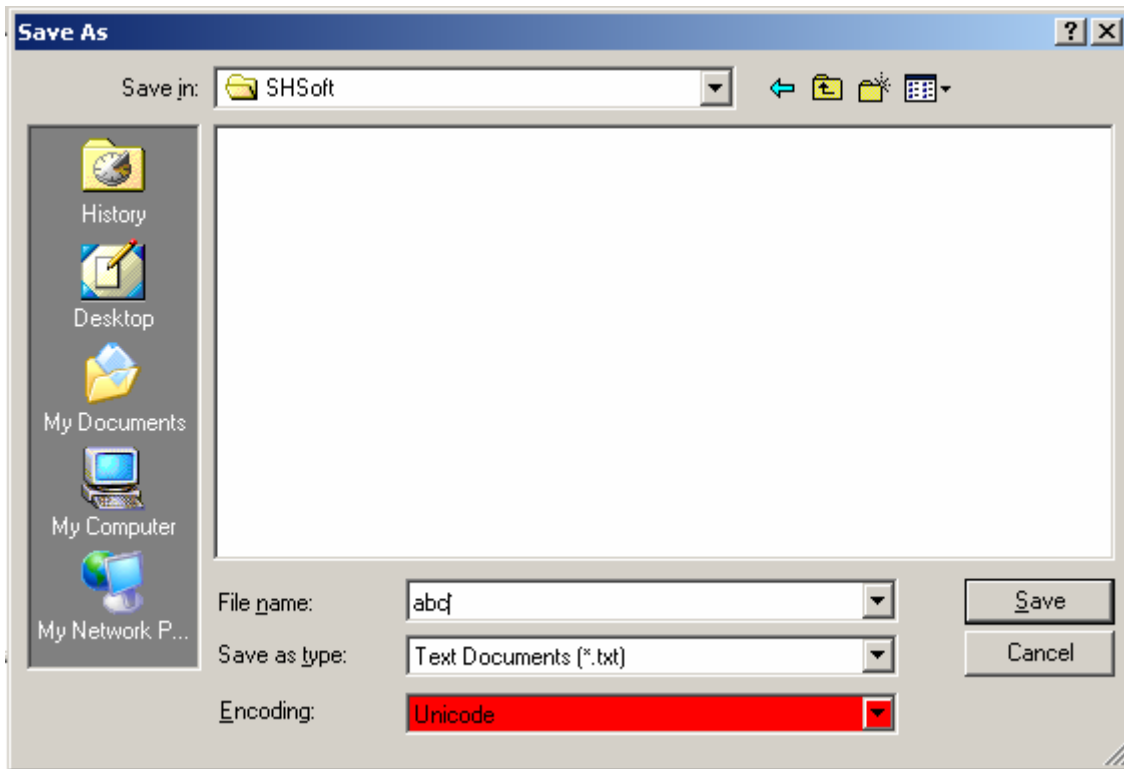 Save As
Save in: SHSoft
History
Desktop
My Documents
My Computer
My Network P...
File name: abc
Save
Save as type: Text Documents (*.txt)
Cancel
Encoding: Unicode